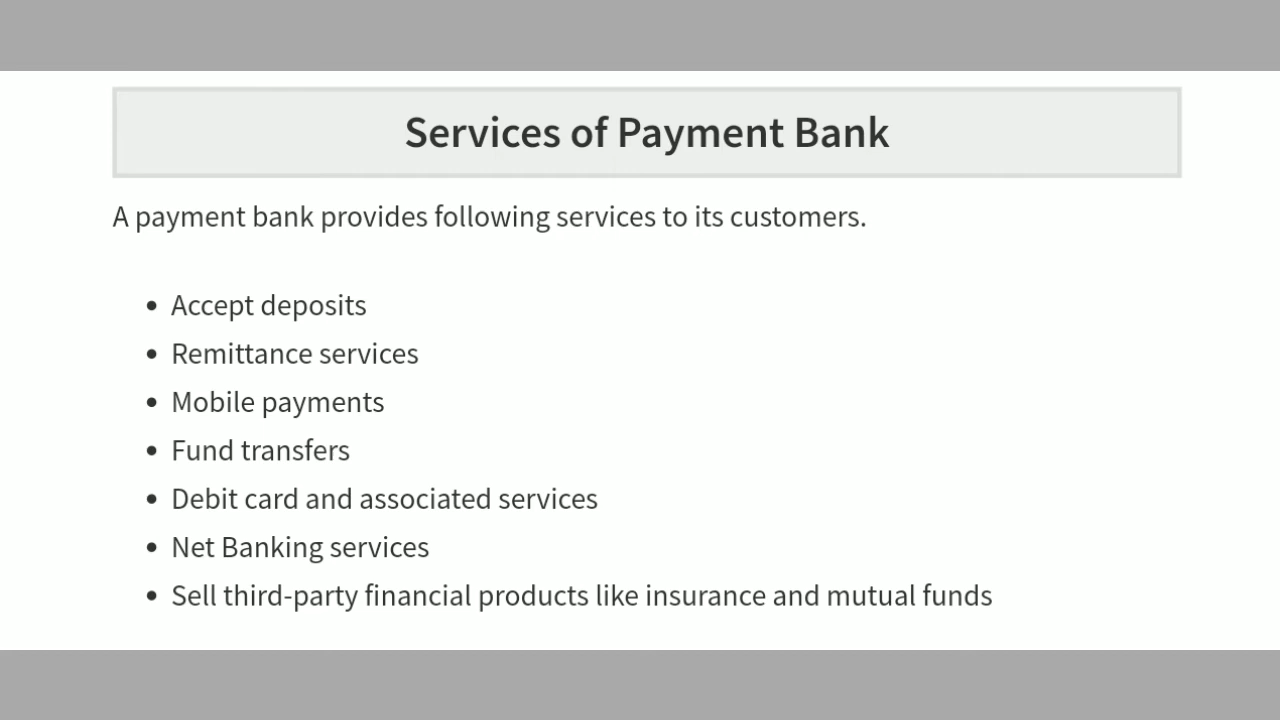 Services of Payment Bank
A payment bank provides following services to its customers.
• Accept deposits
• Remittance services
• Mobile payments
• Fund transfers
• Debit card and associated services
• Net Banking services
• Sell third-party financial products like insurance and mutual funds